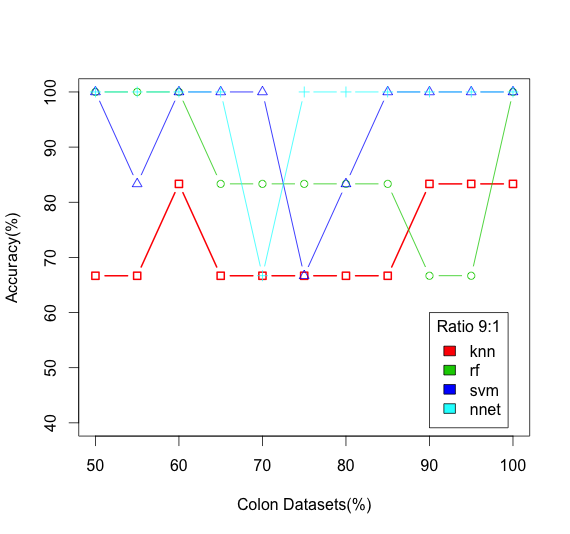 Accuracy(%)
100
90
80
70
60
50
40
Ratio 9:1
knn
rf
svm
nnet
50 60 70 80 90 100
Colon Datasets(%)